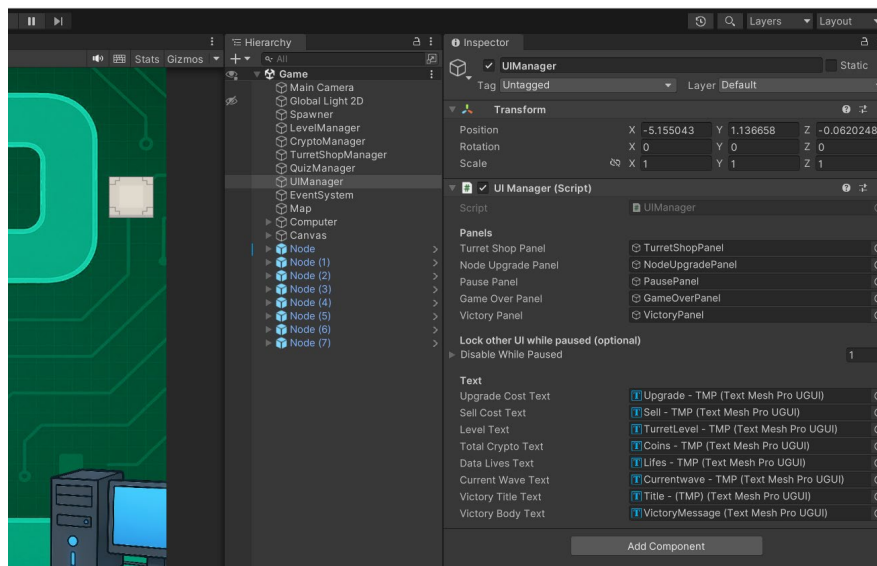 Layers
Layout
Stats Gizmos
Hierarchy
All
Game
Main Camera
Global Light 2D
Spawner
LevelManager
CryptoManager
TurretShopManager
QuizManager
UIManager
EventSystem
Map
Computer
Canvas
Node
Node (1)
Node (2)
Node (3)
Node (4)
Node (5)
Node (6)
Node (7)
Inspector
UIManager Static
Tag Untagged Layer Default
Transform
Position X -5.155043 Y 1.136658 Z -0.0620248
Rotation X 0 Y 0 Z 0
Scale X 1 Y 1 Z 1
# UI Manager (Script)
Script UIManager
Panels
Turret Shop Panel TurretShopPanel
Node Upgrade Panel NodeUpgradePanel
Pause Panel PausePanel
Game Over Panel GameOverPanel
Victory Panel VictoryPanel
Lock other UI while paused (optional)
Disable While Paused 1
Text
Upgrade Cost Text Upgrade - TMP (Text Mesh Pro UGUI)
Sell Cost Text Sell - TMP (Text Mesh Pro UGUI)
Level Text TurretLevel - TMP (Text Mesh Pro UGUI)
Total Crypto Text Coins - TMP (Text Mesh Pro UGUI)
Data Lives Text Lifes - TMP (Text Mesh Pro UGUI)
Current Wave Text Currentwave - TMP (Text Mesh Pro UGUI)
Victory Title Text Title - (TMP) (Text Mesh Pro UGUI)
Victory Body Text VictoryMessage (Text Mesh Pro UGUI)
Add Component